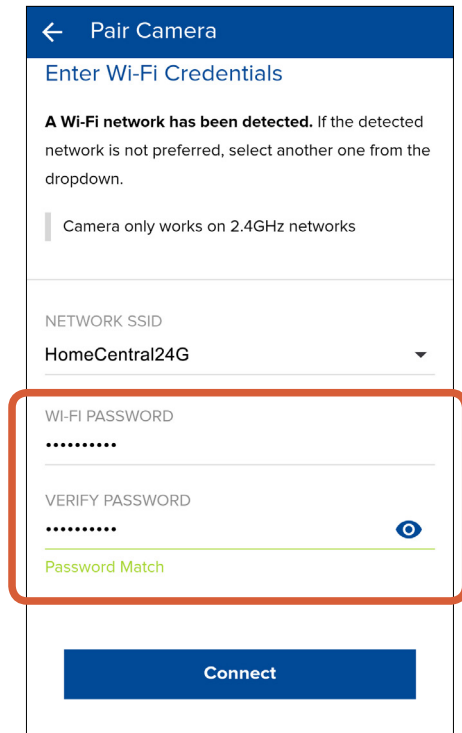 Pair Camera
Enter Wi-Fi Credentials
A Wi-Fi network has been detected. If the detected
network is not preferred, select another one from the
dropdown.
Camera only works on 2.4GHz networks
NETWORK SSID
HomeCentral24G
WI-FI PASSWORD
••••••••••
VERIFY PASSWORD
••••••••••
Password Match
Connect